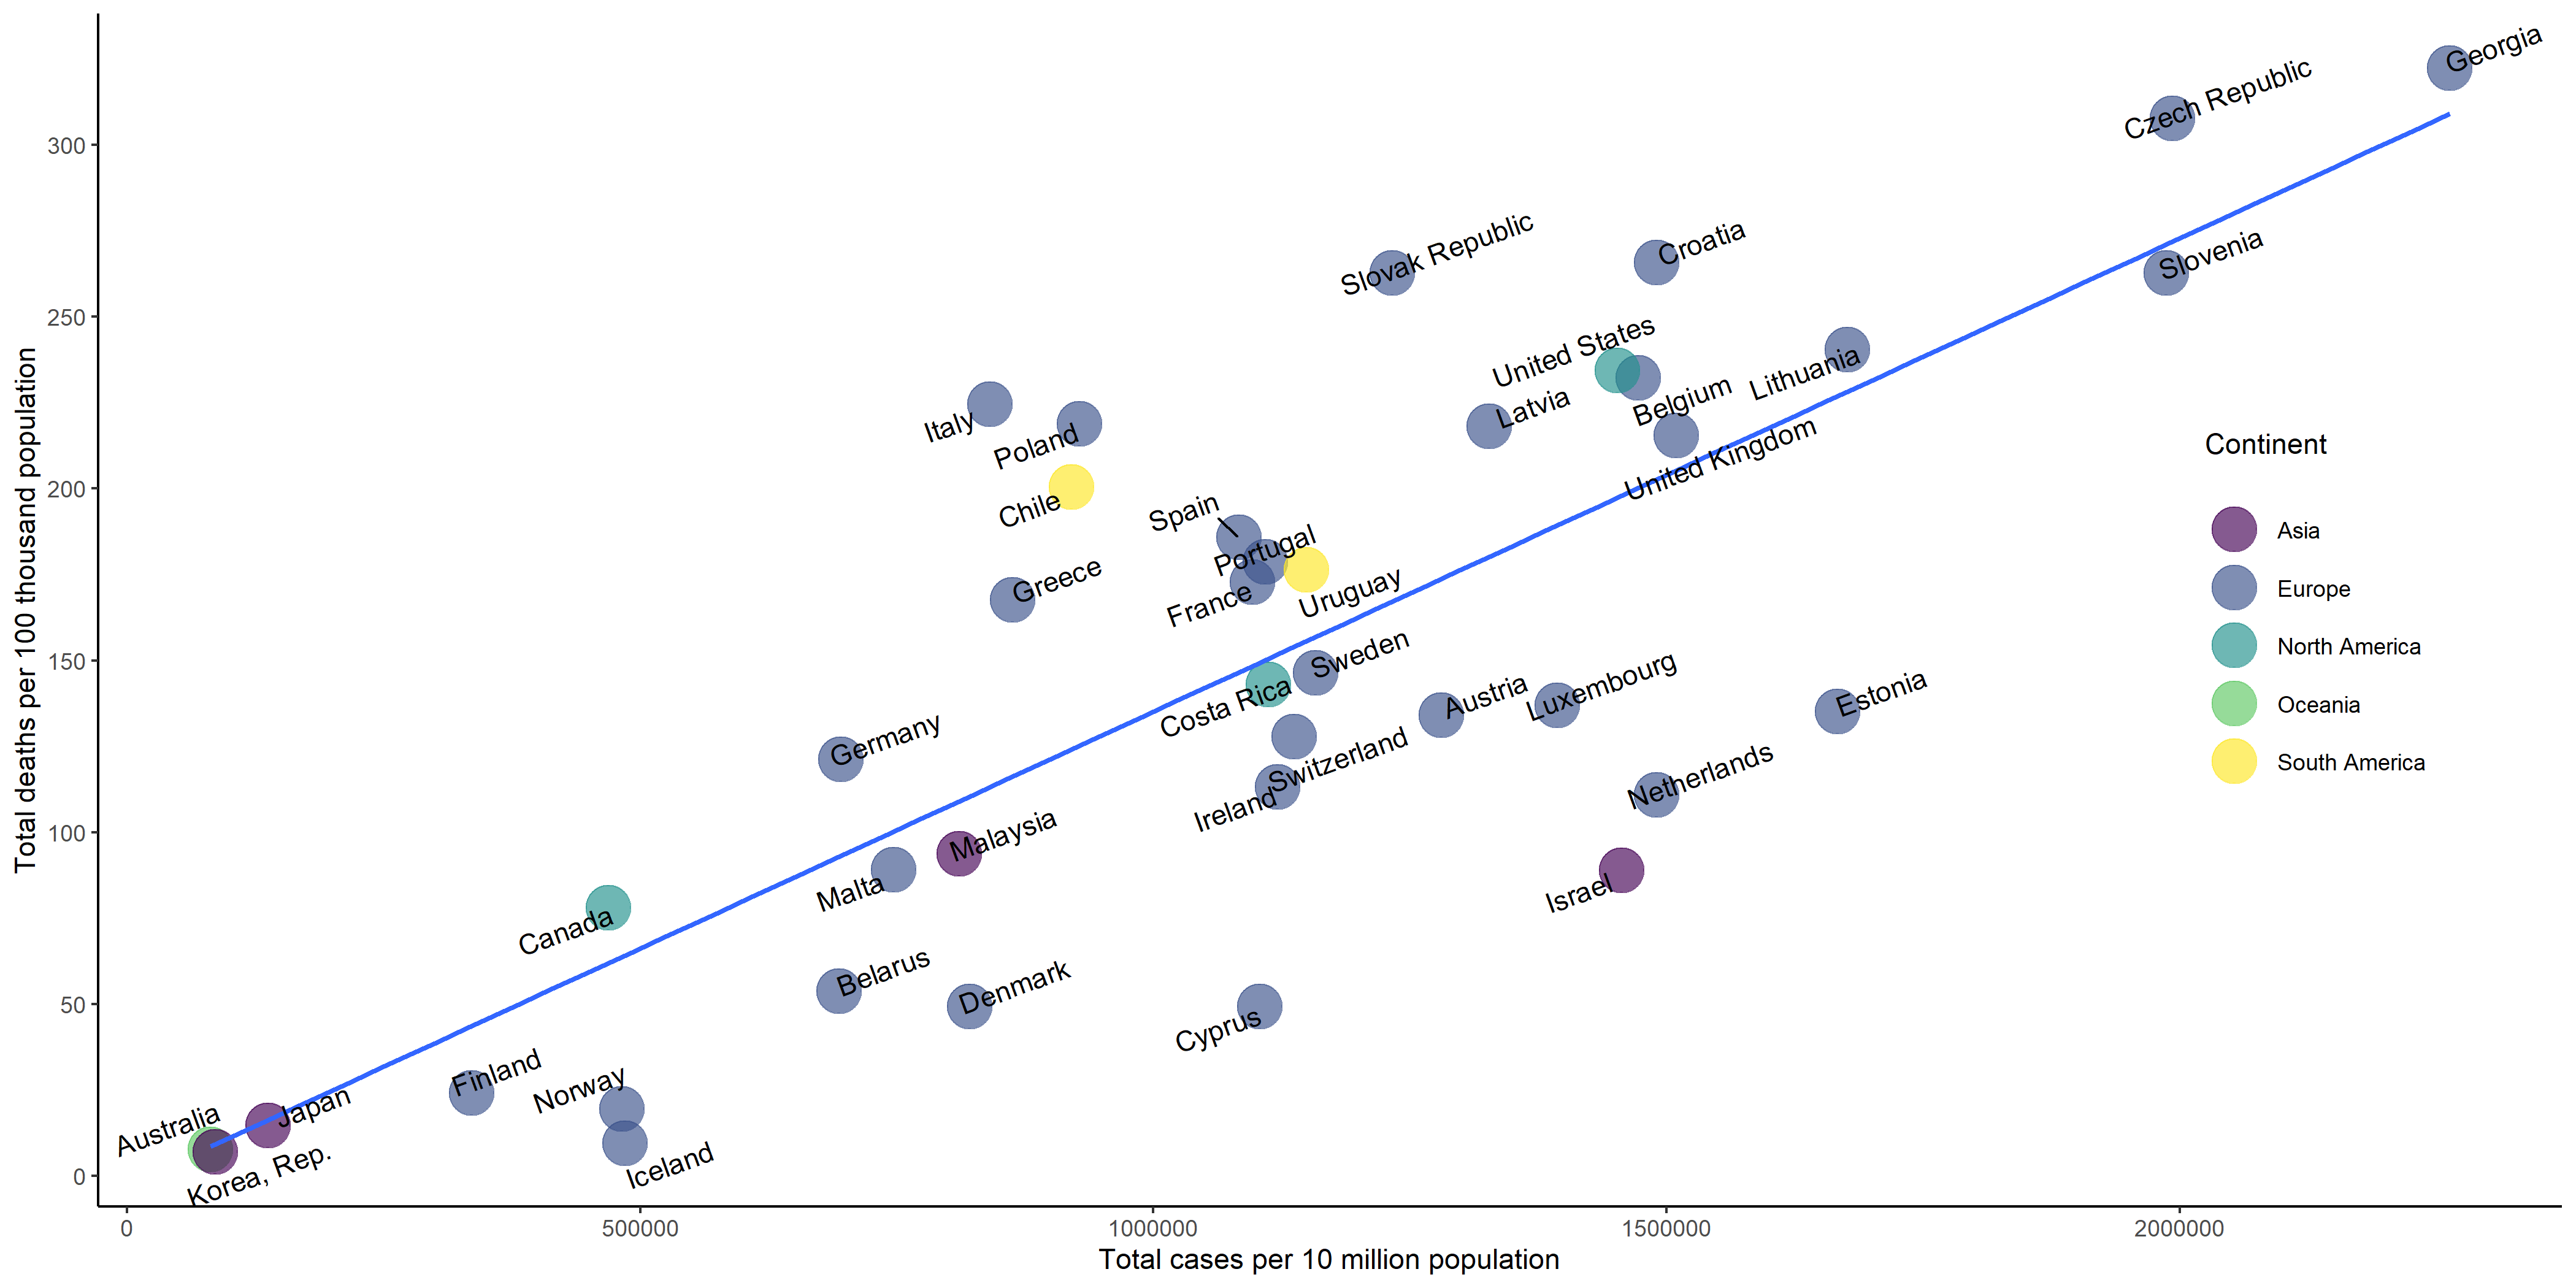 Total deaths per 100 thousand population
300
250
200
150
100
50
0
Georgia
Czech Republic
Slovak Republic
Croatia
Slovenia
United States
Belgium
Lithuania
Latvia
United Kingdom
Italy
Poland
Chile
Spain
Portugal
France
Uruguay
Greece
Sweden
Costa Rica
Austria
Luxembourg
Estonia
Switzerland
Ireland
Netherlands
Germany
Malaysia
Malta
Israel
Canada
Belarus
Denmark
Cyprus
Finland
Norway
Iceland
Japan
Australia
Korea, Rep.
Continent
Asia
Europe
North America
Oceania
South America
0 500000 1000000 1500000 2000000
Total cases per 10 million population